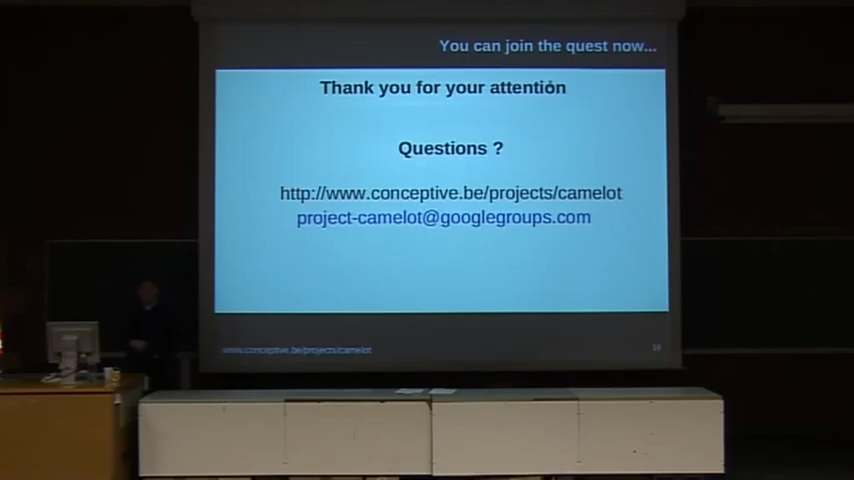 You can join the quest now...
Thank you for your attention
Questions ?
http://www.conceptive.be/projects/camelot
project-camelot@googlegroups.com
www.conceptive.be/projects/camelot